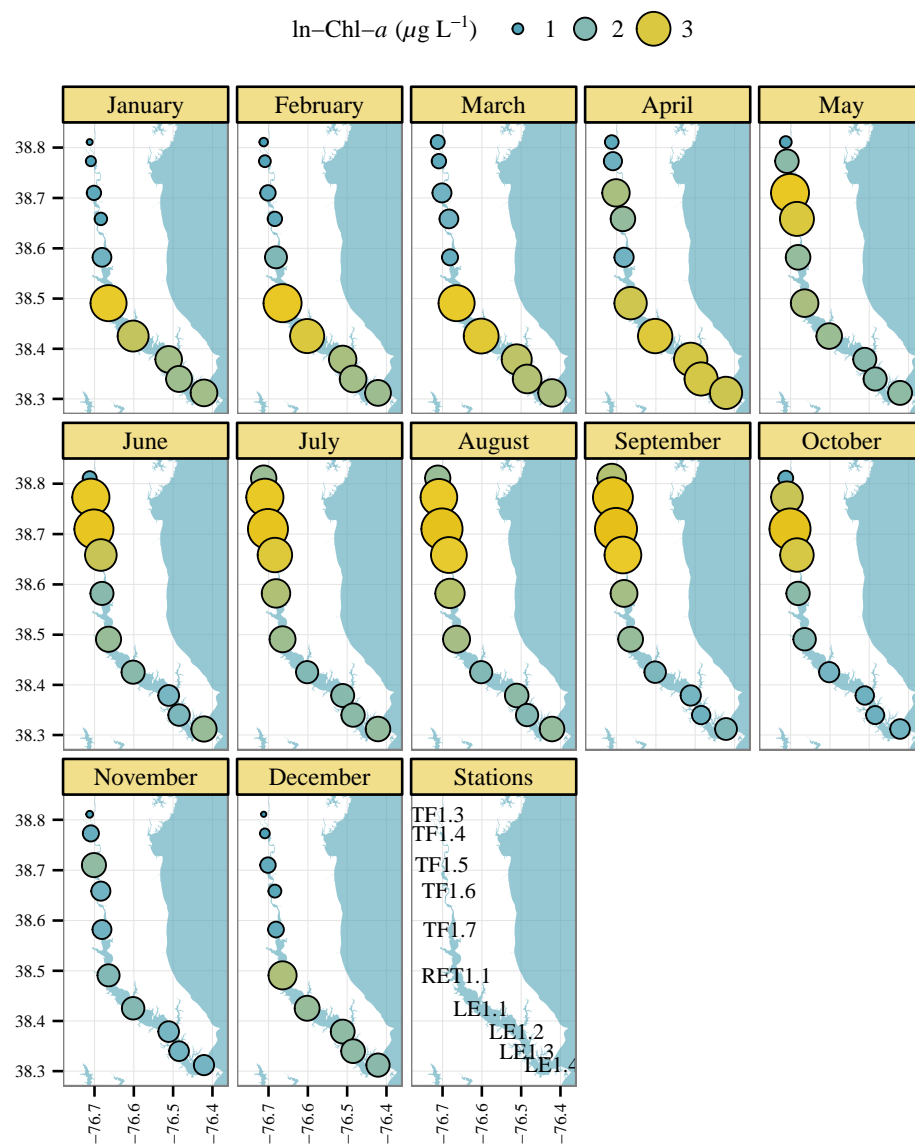 ln−Chl−a (µg L−1) 1 2 3
January February March April May
38.8
38.7
38.6
38.5
38.4
38.3
June July August September October
38.8
38.7
38.6
38.5
38.4
38.3
November December Stations
38.8
38.7
38.6
38.5
38.4
38.3
TF1.3
TF1.4
TF1.5
TF1.6
TF1.7
RET1.1
LE1.1
LE1.2
LE1.3
LE1.4
−76.7 −76.6 −76.5 −76.4 −76.7 −76.6 −76.5 −76.4 −76.7 −76.6 −76.5 −76.4